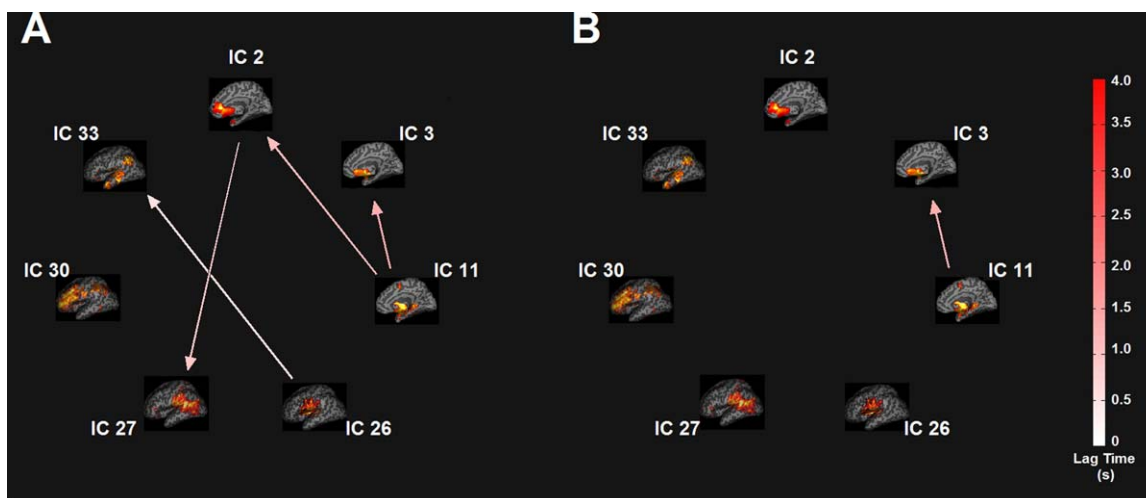 A
IC 2
IC 33
IC 3
IC 30
IC 11
IC 27
IC 26
B
IC 2
IC 33
IC 3
IC 30
IC 11
IC 27
IC 26
4.0
3.5
3.0
2.5
2.0
1.5
1.0
0.5
0
Lag Time
(s)